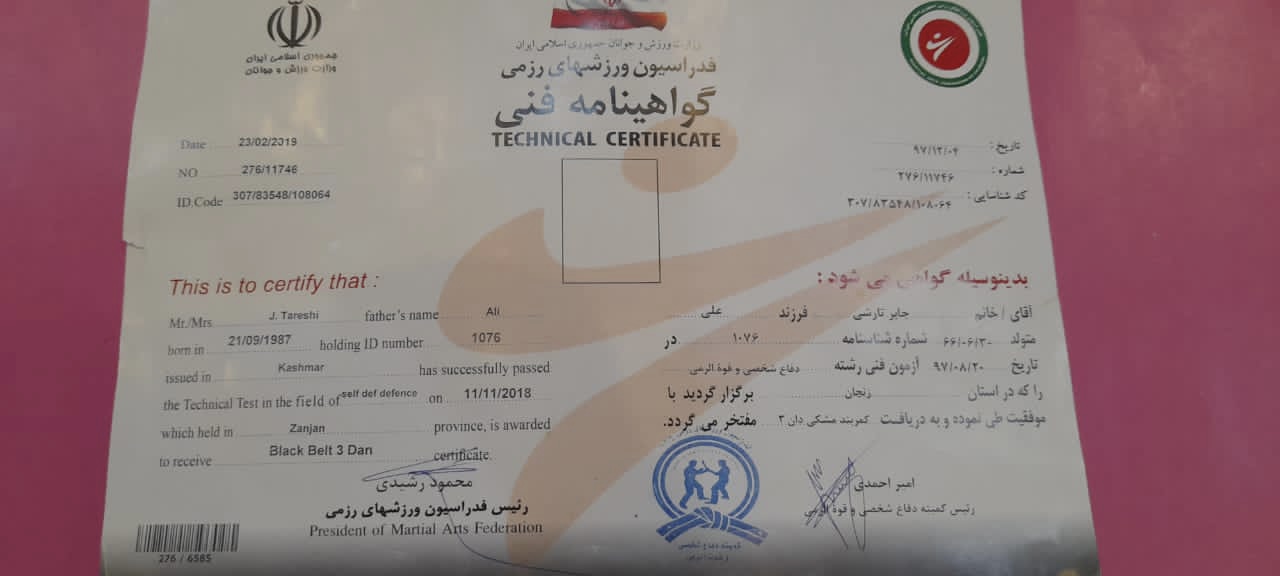 جمهوری اسلامی ایران
وزارت ورزش و جوانان
وزارت ورزش و جوانان جمهوری اسلامی ایران
فدراسیون ورزشهای رزمی
گواهینامه فنی
TECHNICAL CERTIFICATE
Date 23/02/2019
NO 276/11746
ID.Code 307/83548/108064
تاریخ : ۹۷/۱۲/۰۴
شماره : ۲۷۶/۱۱۷۴۶
کد شناسایی : ۳۰۷/۸۳۵۴۸/۱۰۸۰۶۴
This is to certify that :
Mr./Mrs J. Tareshi father's name Ali
born in 21/09/1987 holding ID number 1076
issued in Kashmar has successfully passed
the Technical Test in the field of self def defence on 11/11/2018
which held in Zanjan province, is awarded
to receive Black Belt 3 Dan certificate.
بدینوسیله گواهی می شود :
آقای / خانم جابر تارشی فرزند علی
متولد ۶۶/۰۶/۳۰ شماره شناسنامه ۱۰۷۶ در
تاریخ ۹۷/۰۸/۲۰ آزمون فنی رشته دفاع شخصی و قوة الرمی
را که در استان زنجان برگزار گردید با
موفقیت طی نموده و به دریافت کمربند مشکی دان ۳ مفتخر می گردد.
محمود رشیدی
رئیس فدراسیون ورزشهای رزمی
President of Martial Arts Federation
امیر احمدی
رئیس کمیته دفاع شخصی و قوة الرمی
کمیته دفاع شخصی
276 / 6585